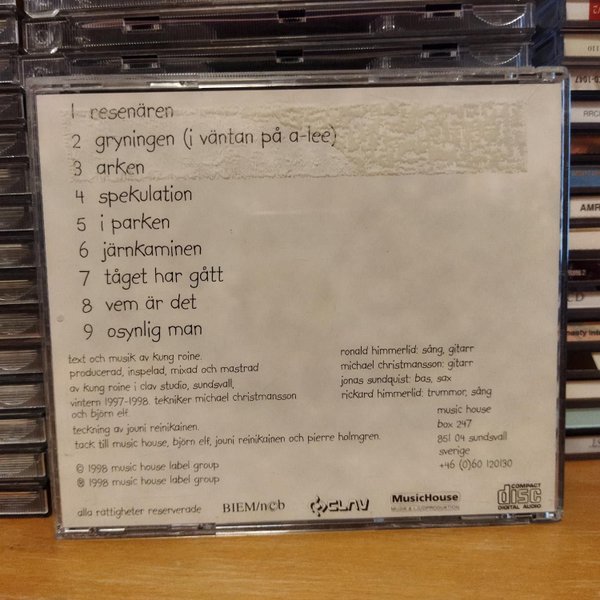 1 resenären
2 gryningen (i väntan på a-lee)
3 arken
4 spekulation
5 i parken
6 järnkaminen
7 tåget har gått
8 vem är det
9 osynlig man
text och musik av kung roine.
producerad, inspelad, mixad och mastrad
av kung roine i clav studio, sundsvall,
vintern 1997-1998. tekniker michael christmansson
och björn elf.
teckning av jouni reinikainen.
tack till music house, björn elf, jouni reinikainen och pierre holmgren.
© 1998 music house label group
℗ 1998 music house label group
alla rättigheter reserverade
ronald himmerlid: sång, gitarr
michael christmansson: gitarr
jonas sundquist: bas, sax
rickard himmerlid: trummor, sång
music house
box 247
851 04 sundsvall
sverige
+46 (0)60 120130
BIEM/n©b
CLAV
MusicHouse
MUSIK & LJUDPRODUKTION
COMPACT
disc
DIGITAL AUDIO
AMR